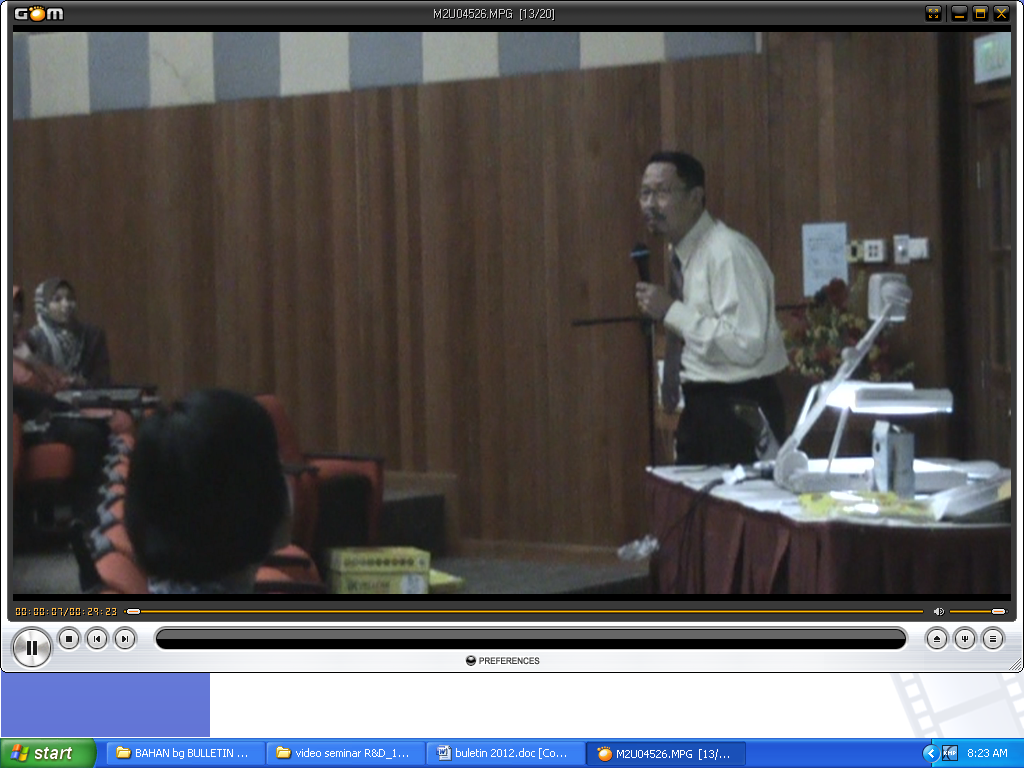 GOM
M2U04526.MPG [13/20]
00:00:07/00:29:23
PREFERENCES
start
BAHAN bg BULLETIN ...
video seminar R&D_1...
buletin 2012.doc [Co...
M2U04526.MPG [13/...
KMP
8:23 AM